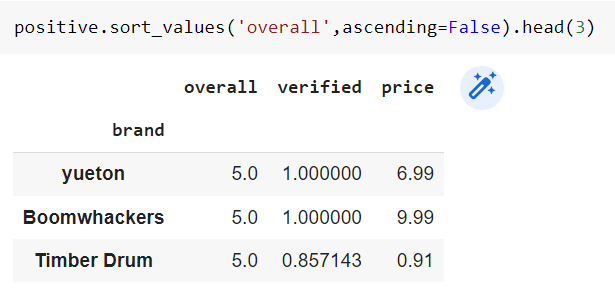 positive.sort_values('overall',ascending=False).head(3)
overall verified price
brand
yueton 5.0 1.000000 6.99
Boomwhackers 5.0 1.000000 9.99
Timber Drum 5.0 0.857143 0.91